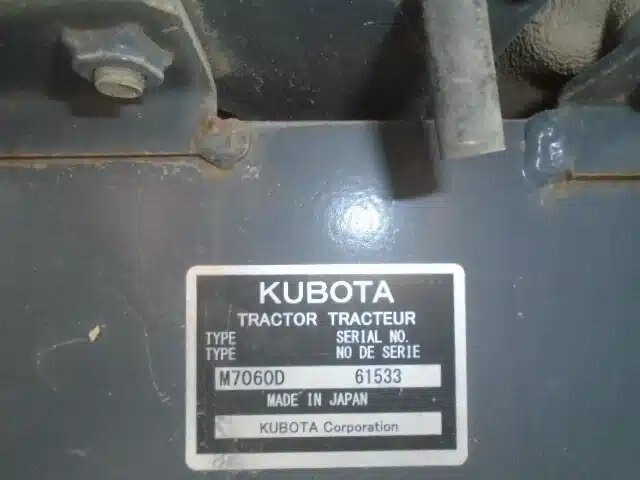 KUBOTA
TRACTOR TRACTEUR
TYPE SERIAL NO.
TYPE NO DE SERIE
M7060D 61533
MADE IN JAPAN
KUBOTA Corporation